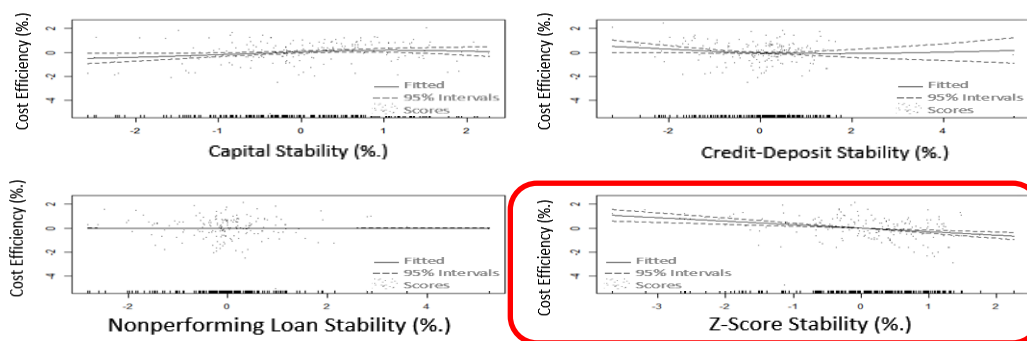 Cost Efficiency (%.)
2
0
-2
-4
Fitted
95% Intervals
Scores
-2
-1
0
1
2
Capital Stability (%.)
Cost Efficiency (%.)
2
0
-2
-4
Fitted
95% Intervals
Scores
-2
0
2
4
Credit-Deposit Stability (%.)
Cost Efficiency (%.)
2
0
-2
-4
Fitted
95% Intervals
Scores
-2
0
2
4
Nonperforming Loan Stability (%.)
Cost Efficiency (%.)
2
0
-2
-4
Fitted
95% Intervals
Scores
-3
-2
-1
0
1
2
Z-Score Stability (%.)